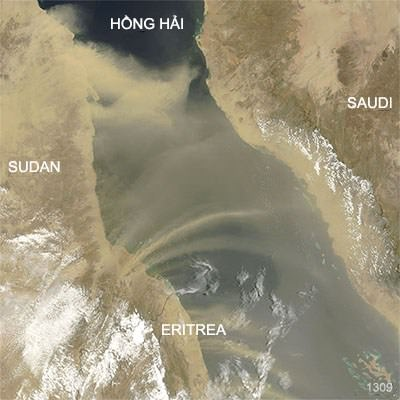 HỒNG HẢI
SAUDI
SUDAN
ERITREA
1309